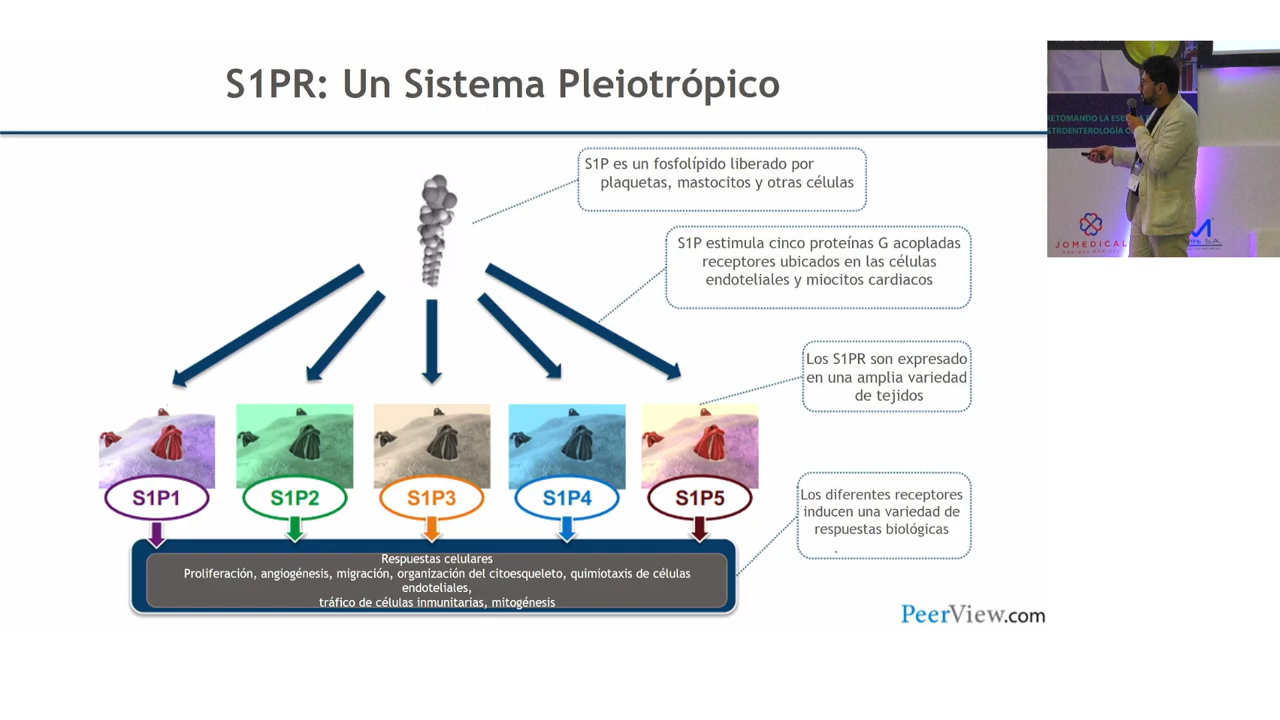 S1PR: Un Sistema Pleiotrópico
S1P es un fosfolípido liberado por
plaquetas, mastocitos y otras células
S1P estimula cinco proteínas G acopladas
receptores ubicados en las células
endoteliales y miocitos cardiacos
Los S1PR son expresado
en una amplia variedad
de tejidos
S1P1
S1P2
S1P3
S1P4
S1P5
Los diferentes receptores
inducen una variedad de
respuestas biológicas
.
Respuestas celulares
Proliferación, angiogénesis, migración, organización del citoesqueleto, quimiotaxis de células
endoteliales,
tráfico de células inmunitarias, mitogénesis
PeerView.com
RETOMANDO LA
JOMEDICAL
S.A.